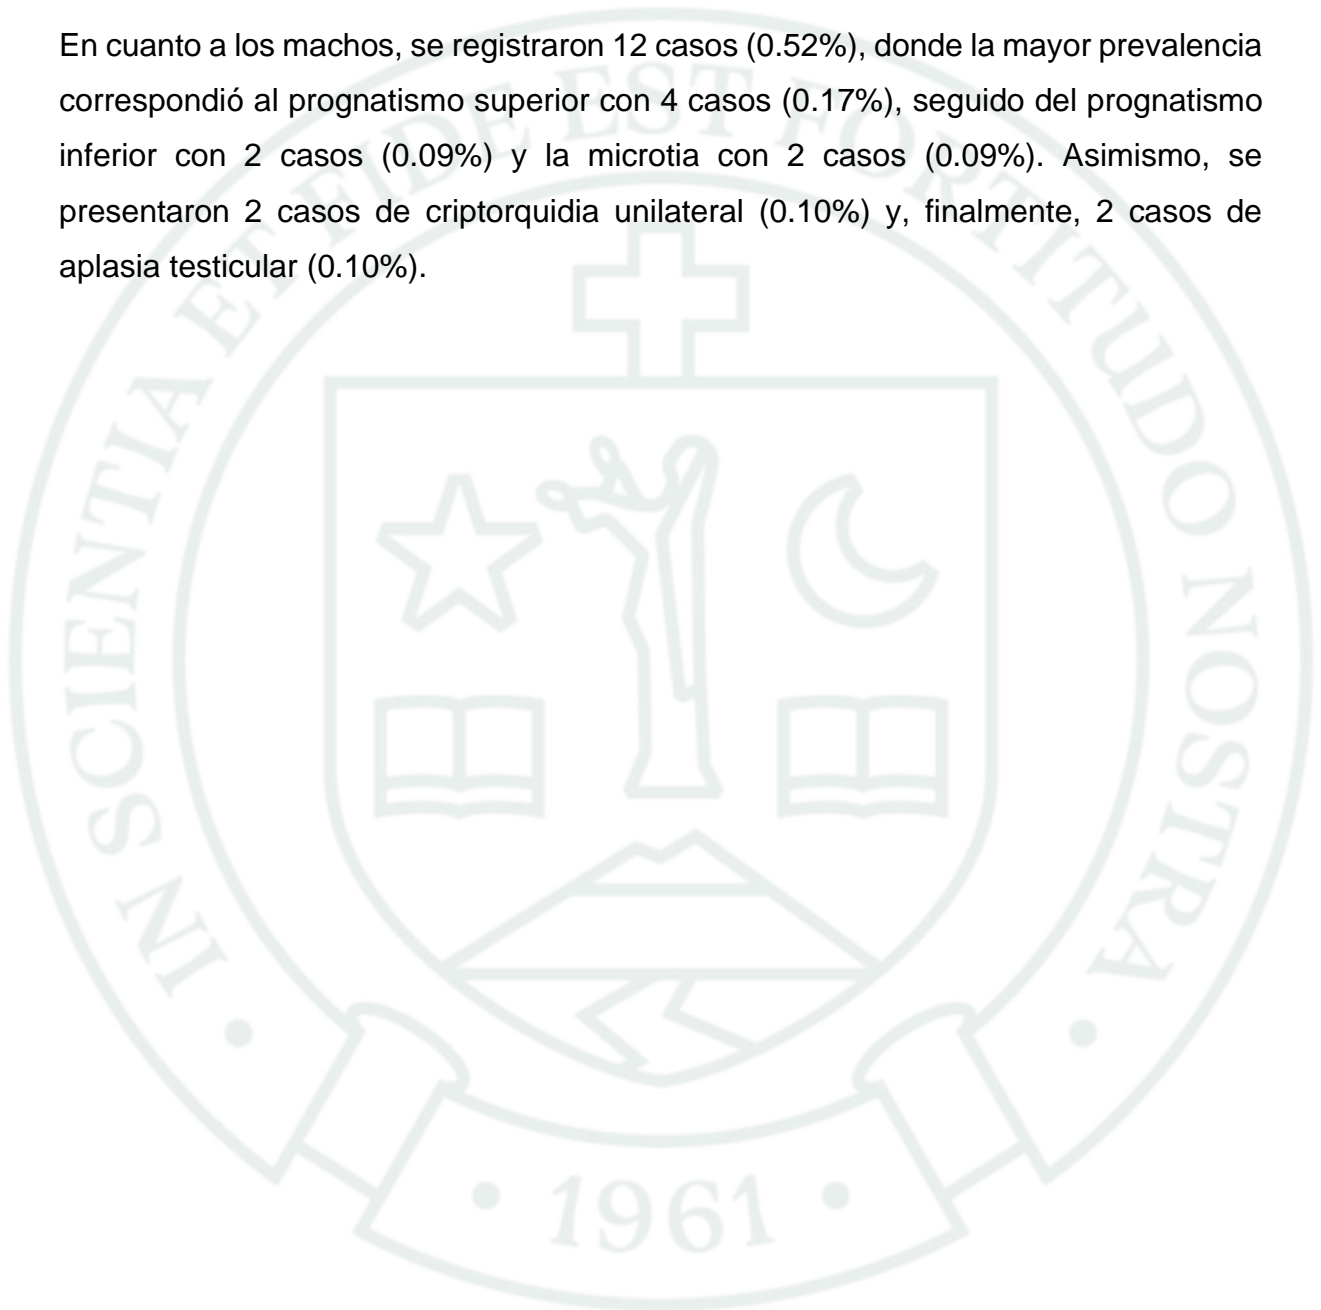 En cuanto a los machos, se registraron 12 casos (0.52%), donde la mayor prevalencia
correspondió al prognatismo superior con 4 casos (0.17%), seguido del prognatismo
inferior con 2 casos (0.09%) y la microtia con 2 casos (0.09%). Asimismo, se
presentaron 2 casos de criptorquidia unilateral (0.10%) y, finalmente, 2 casos de
aplasia testicular (0.10%).
IN SCIENTIA ET FIDE EST FORTITUDO NOSTRA
• 1961 •